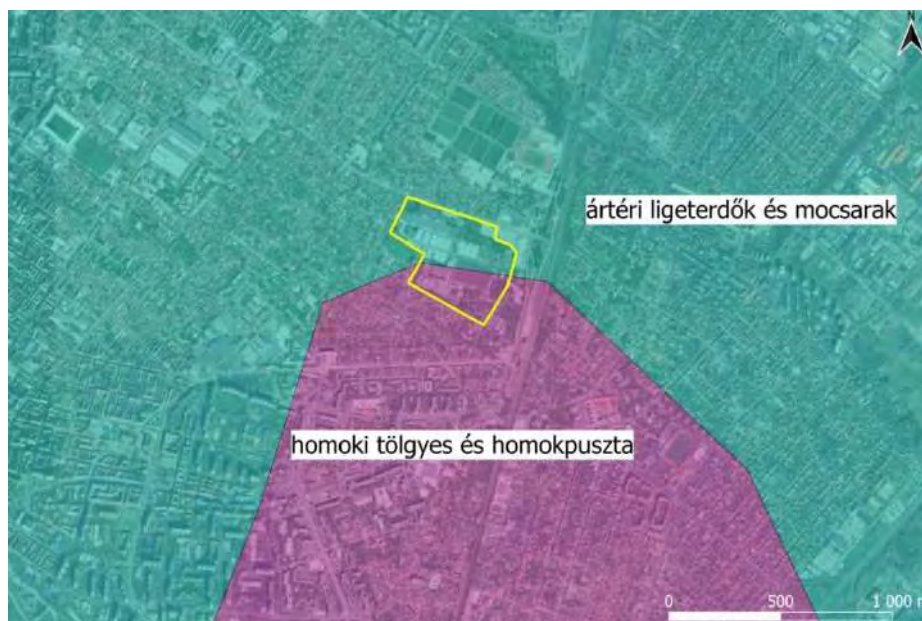 N
ártéri ligeterdők és mocsarak
homoki tölgyes és homokpuszta
0 500 1 000 m